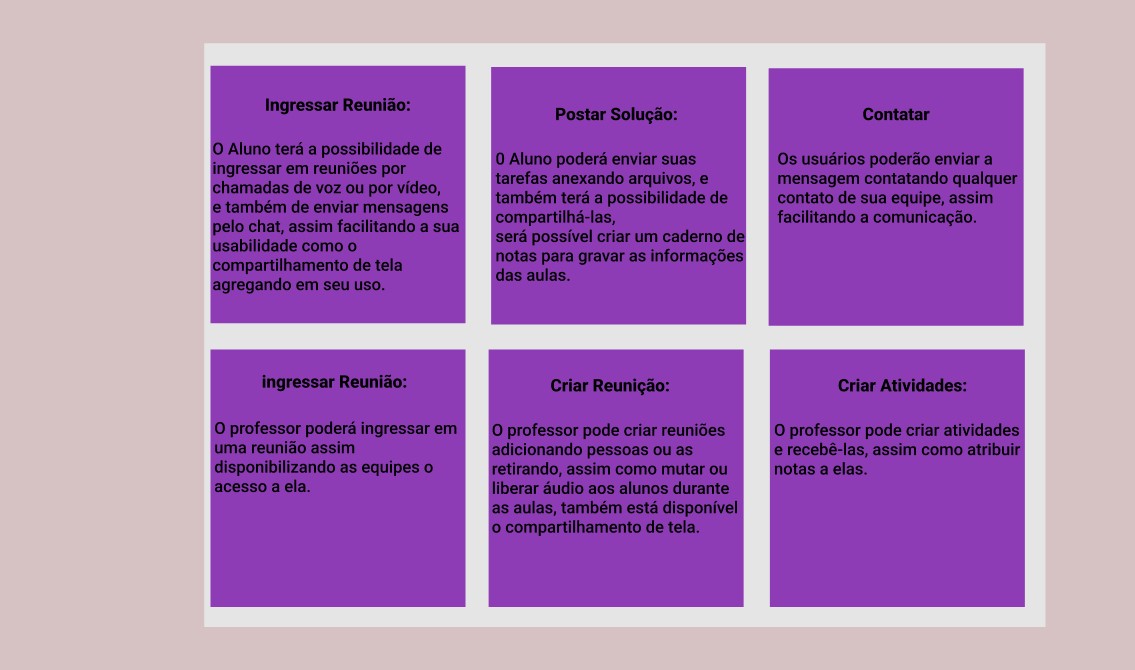 Ingressar Reunião:
O Aluno terá a possibilidade de
ingressar em reuniões por
chamadas de voz ou por vídeo,
e também de enviar mensagens
pelo chat, assim facilitando a sua
usabilidade como o
compartilhamento de tela
agregando em seu uso.
Postar Solução:
0 Aluno poderá enviar suas
tarefas anexando arquivos, e
também terá a possibilidade de
compartilhá-las,
será possível criar um caderno de
notas para gravar as informações
das aulas.
Contatar
Os usuários poderão enviar a
mensagem contatando qualquer
contato de sua equipe, assim
facilitando a comunicação.
ingressar Reunião:
O professor poderá ingressar em
uma reunião assim
disponibilizando as equipes o
acesso a ela.
Criar Reunição:
O professor pode criar reuniões
adicionando pessoas ou as
retirando, assim como mutar ou
liberar áudio aos alunos durante
as aulas, também está disponível
o compartilhamento de tela.
Criar Atividades:
O professor pode criar atividades
e recebê-las, assim como atribuir
notas a elas.